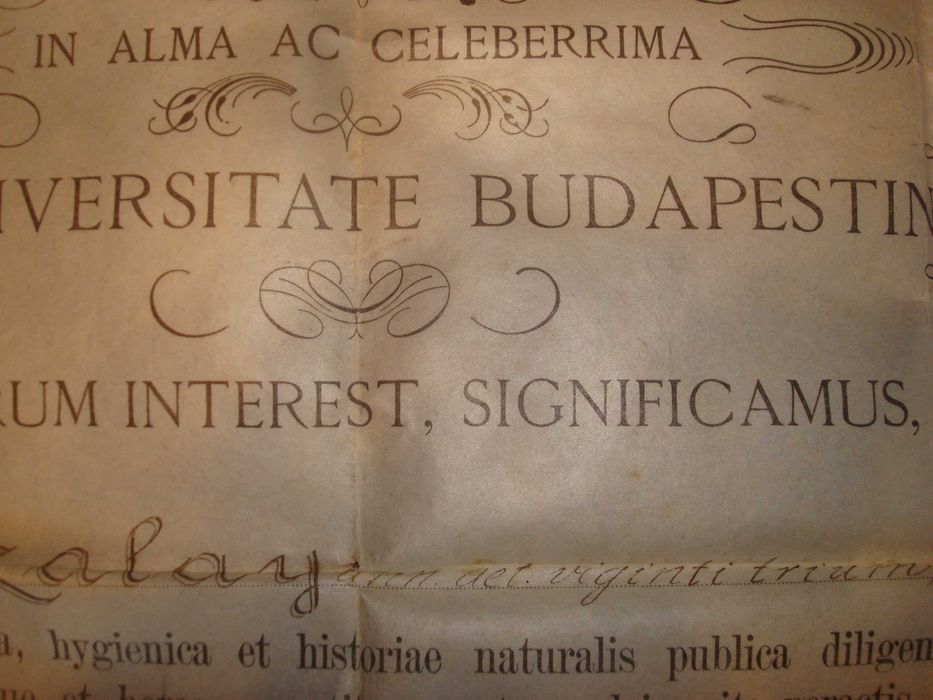 IN ALMA AC CELEBERRIMA
IVERSITATE BUDAPESTIN
RUM INTEREST, SIGNIFICAMUS,
zalay ann. aet. viginti trium,
a, hygienica et historiae naturalis publica diligen